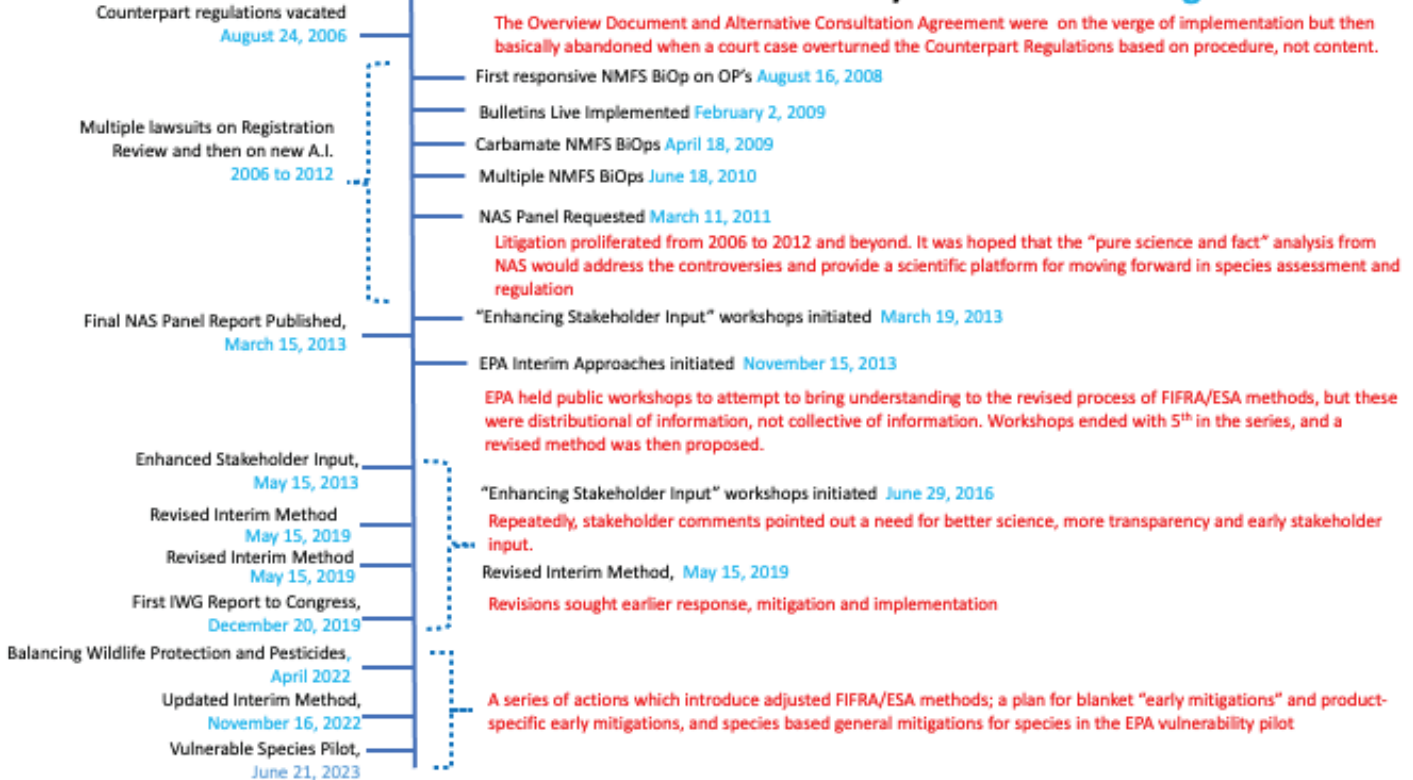 Counterpart regulations vacated
August 24, 2006
The Overview Document and Alternative Consultation Agreement were on the verge of implementation but then
basically abandoned when a court case overturned the Counterpart Regulations based on procedure, not content.
First responsive NMFS BiOp on OP's August 16, 2008
Bulletins Live Implemented February 2, 2009
Multiple lawsuits on Registration
Review and then on new A.I.
2006 to 2012
Carbamate NMFS BiOps April 18, 2009
Multiple NMFS BiOps June 18, 2010
NAS Panel Requested March 11, 2011
Litigation proliferated from 2006 to 2012 and beyond. It was hoped that the "pure science and fact" analysis from
NAS would address the controversies and provide a scientific platform for moving forward in species assessment and
regulation
Final NAS Panel Report Published,
March 15, 2013
"Enhancing Stakeholder Input" workshops initiated March 19, 2013
EPA Interim Approaches initiated November 15, 2013
EPA held public workshops to attempt to bring understanding to the revised process of FIFRA/ESA methods, but these
were distributional of information, not collective of information. Workshops ended with 5th in the series, and a
revised method was then proposed.
Enhanced Stakeholder Input,
May 15, 2013
"Enhancing Stakeholder Input" workshops initiated June 29, 2016
Revised Interim Method
May 15, 2019
Repeatedly, stakeholder comments pointed out a need for better science, more transparency and early stakeholder
input.
Revised Interim Method
May 15, 2019
Revised Interim Method, May 15, 2019
First IWG Report to Congress,
December 20, 2019
Revisions sought earlier response, mitigation and implementation
Balancing Wildlife Protection and Pesticides,
April 2022
Updated Interim Method,
November 16, 2022
A series of actions which introduce adjusted FIFRA/ESA methods; a plan for blanket "early mitigations" and product-
specific early mitigations, and species based general mitigations for species in the EPA vulnerability pilot
Vulnerable Species Pilot,
June 21, 2023